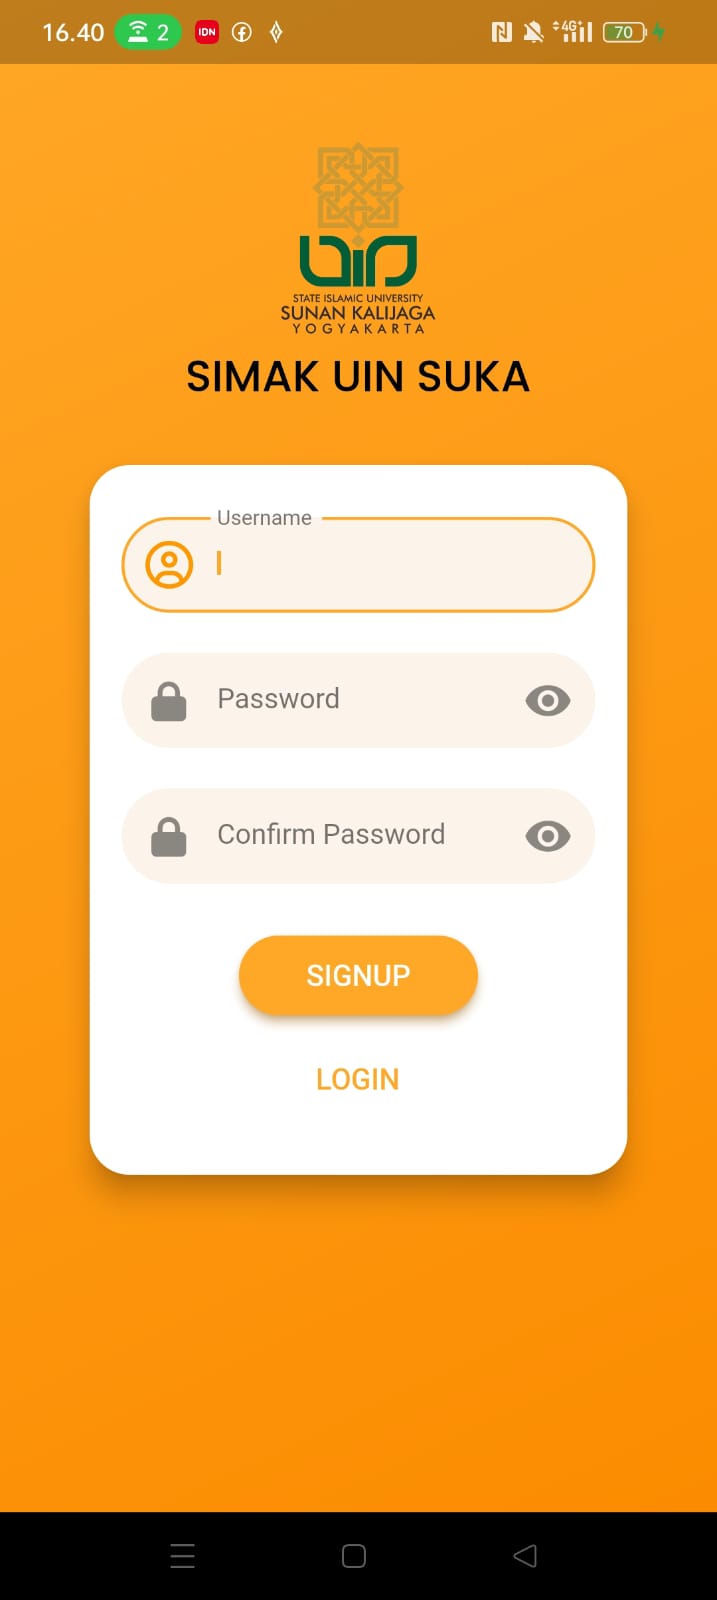 16.40 2 IDN 4G+ 70
STATE ISLAMIC UNIVERSITY
SUNAN KALIJAGA
YOGYAKARTA
SIMAK UIN SUKA
Username
Password
Confirm Password
SIGNUP
LOGIN